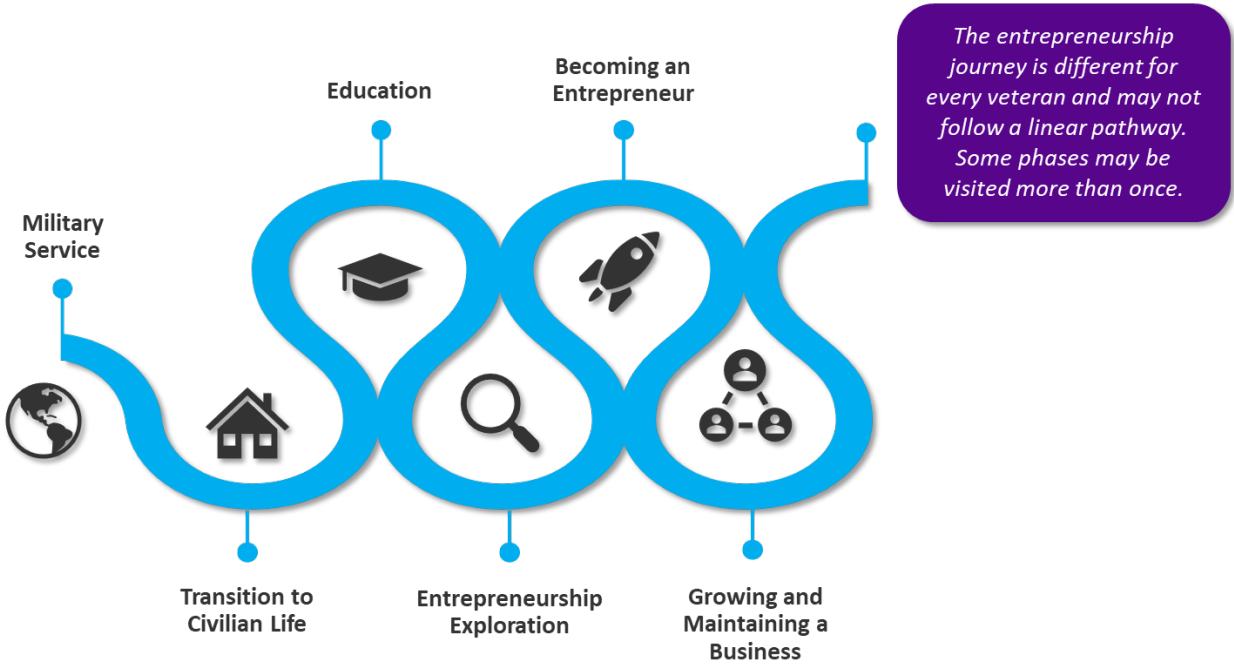 Military
Service
Transition to
Civilian Life
Education
Entrepreneurship
Exploration
Becoming an
Entrepreneur
Growing and
Maintaining a
Business
The entrepreneurship
journey is different for
every veteran and may not
follow a linear pathway.
Some phases may be
visited more than once.